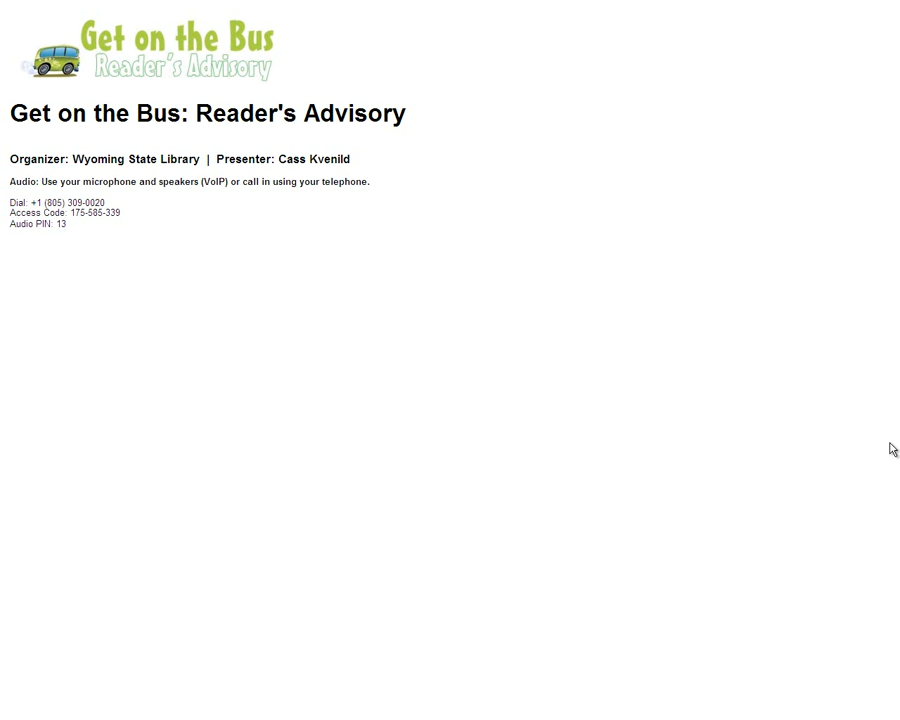 Get on the Bus
Reader's Advisory
Get on the Bus: Reader's Advisory
Organizer: Wyoming State Library | Presenter: Cass Kvenild
Audio: Use your microphone and speakers (VoIP) or call in using your telephone.
Dial: +1 (805) 309-0020
Access Code: 175-585-339
Audio PIN: 13